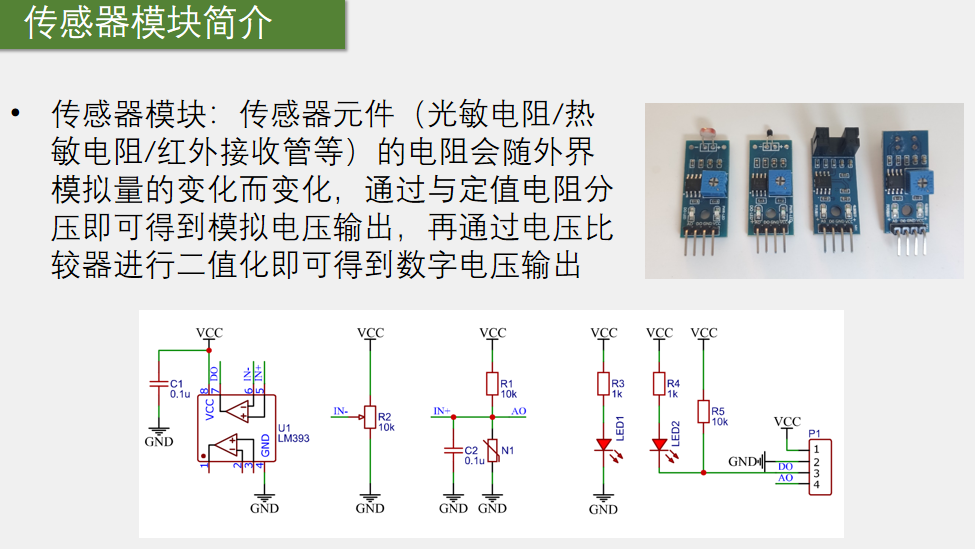 传感器模块简介
• 传感器模块：传感器元件（光敏电阻/热
敏电阻/红外接收管等）的电阻会随外界
模拟量的变化而变化，通过与定值电阻分
压即可得到模拟电压输出，再通过电压比
较器进行二值化即可得到数字电压输出
VCC
C1
0.1u
GND
DO
IN-
IN+
8
7
6
5
VCC
GND
U1
LM393
1
2
3
4
GND
VCC
IN-
R2
10k
GND
VCC
R1
10k
IN+
AO
C2
0.1u
N1
GND
GND
VCC
R3
1k
LED1
GND
VCC
R4
1k
LED2
VCC
R5
10k
VCC
P1
GND
DO
AO
1
2
3
4